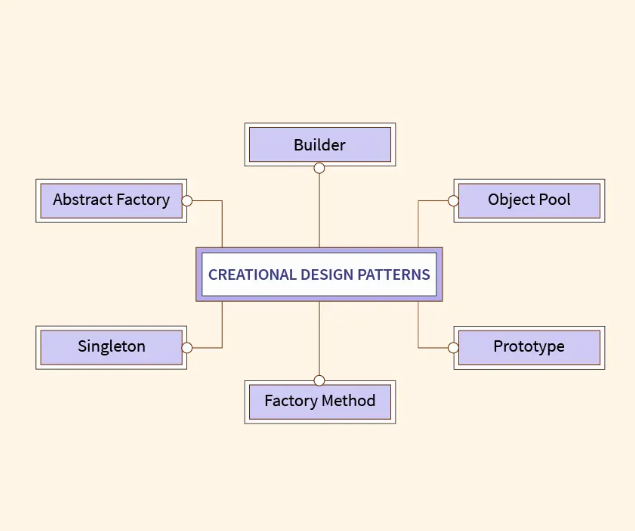 Builder
Abstract Factory
Object Pool
CREATIONAL DESIGN PATTERNS
Singleton
Prototype
Factory Method